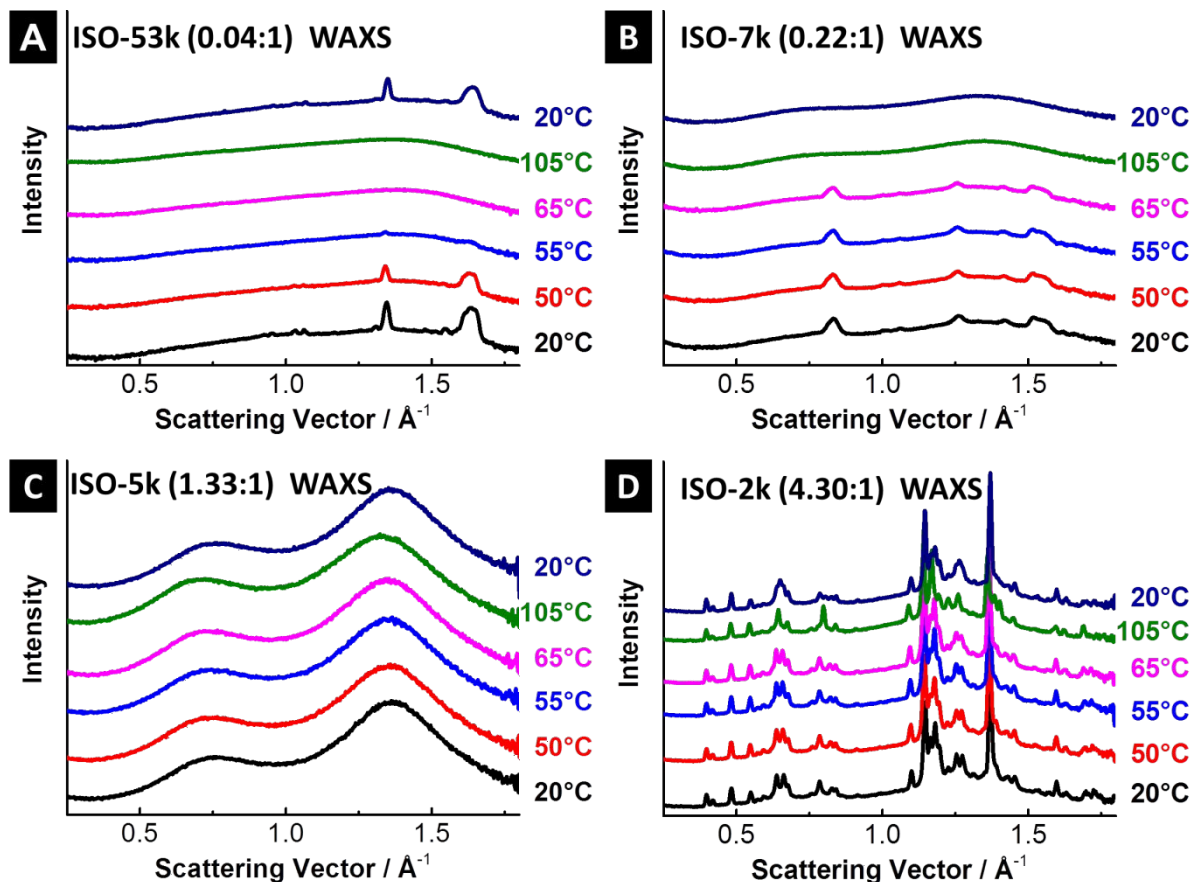 A
ISO-53k (0.04:1) WAXS
Intensity
20°C
105°C
65°C
55°C
50°C
20°C
0.5 1.0 1.5
Scattering Vector / Å⁻¹
B
ISO-7k (0.22:1) WAXS
Intensity
20°C
105°C
65°C
55°C
50°C
20°C
0.5 1.0 1.5
Scattering Vector / Å⁻¹
C
ISO-5k (1.33:1) WAXS
Intensity
20°C
105°C
65°C
55°C
50°C
20°C
0.5 1.0 1.5
Scattering Vector / Å⁻¹
D
ISO-2k (4.30:1) WAXS
Intensity
20°C
105°C
65°C
55°C
50°C
20°C
0.5 1.0 1.5
Scattering Vector / Å⁻¹